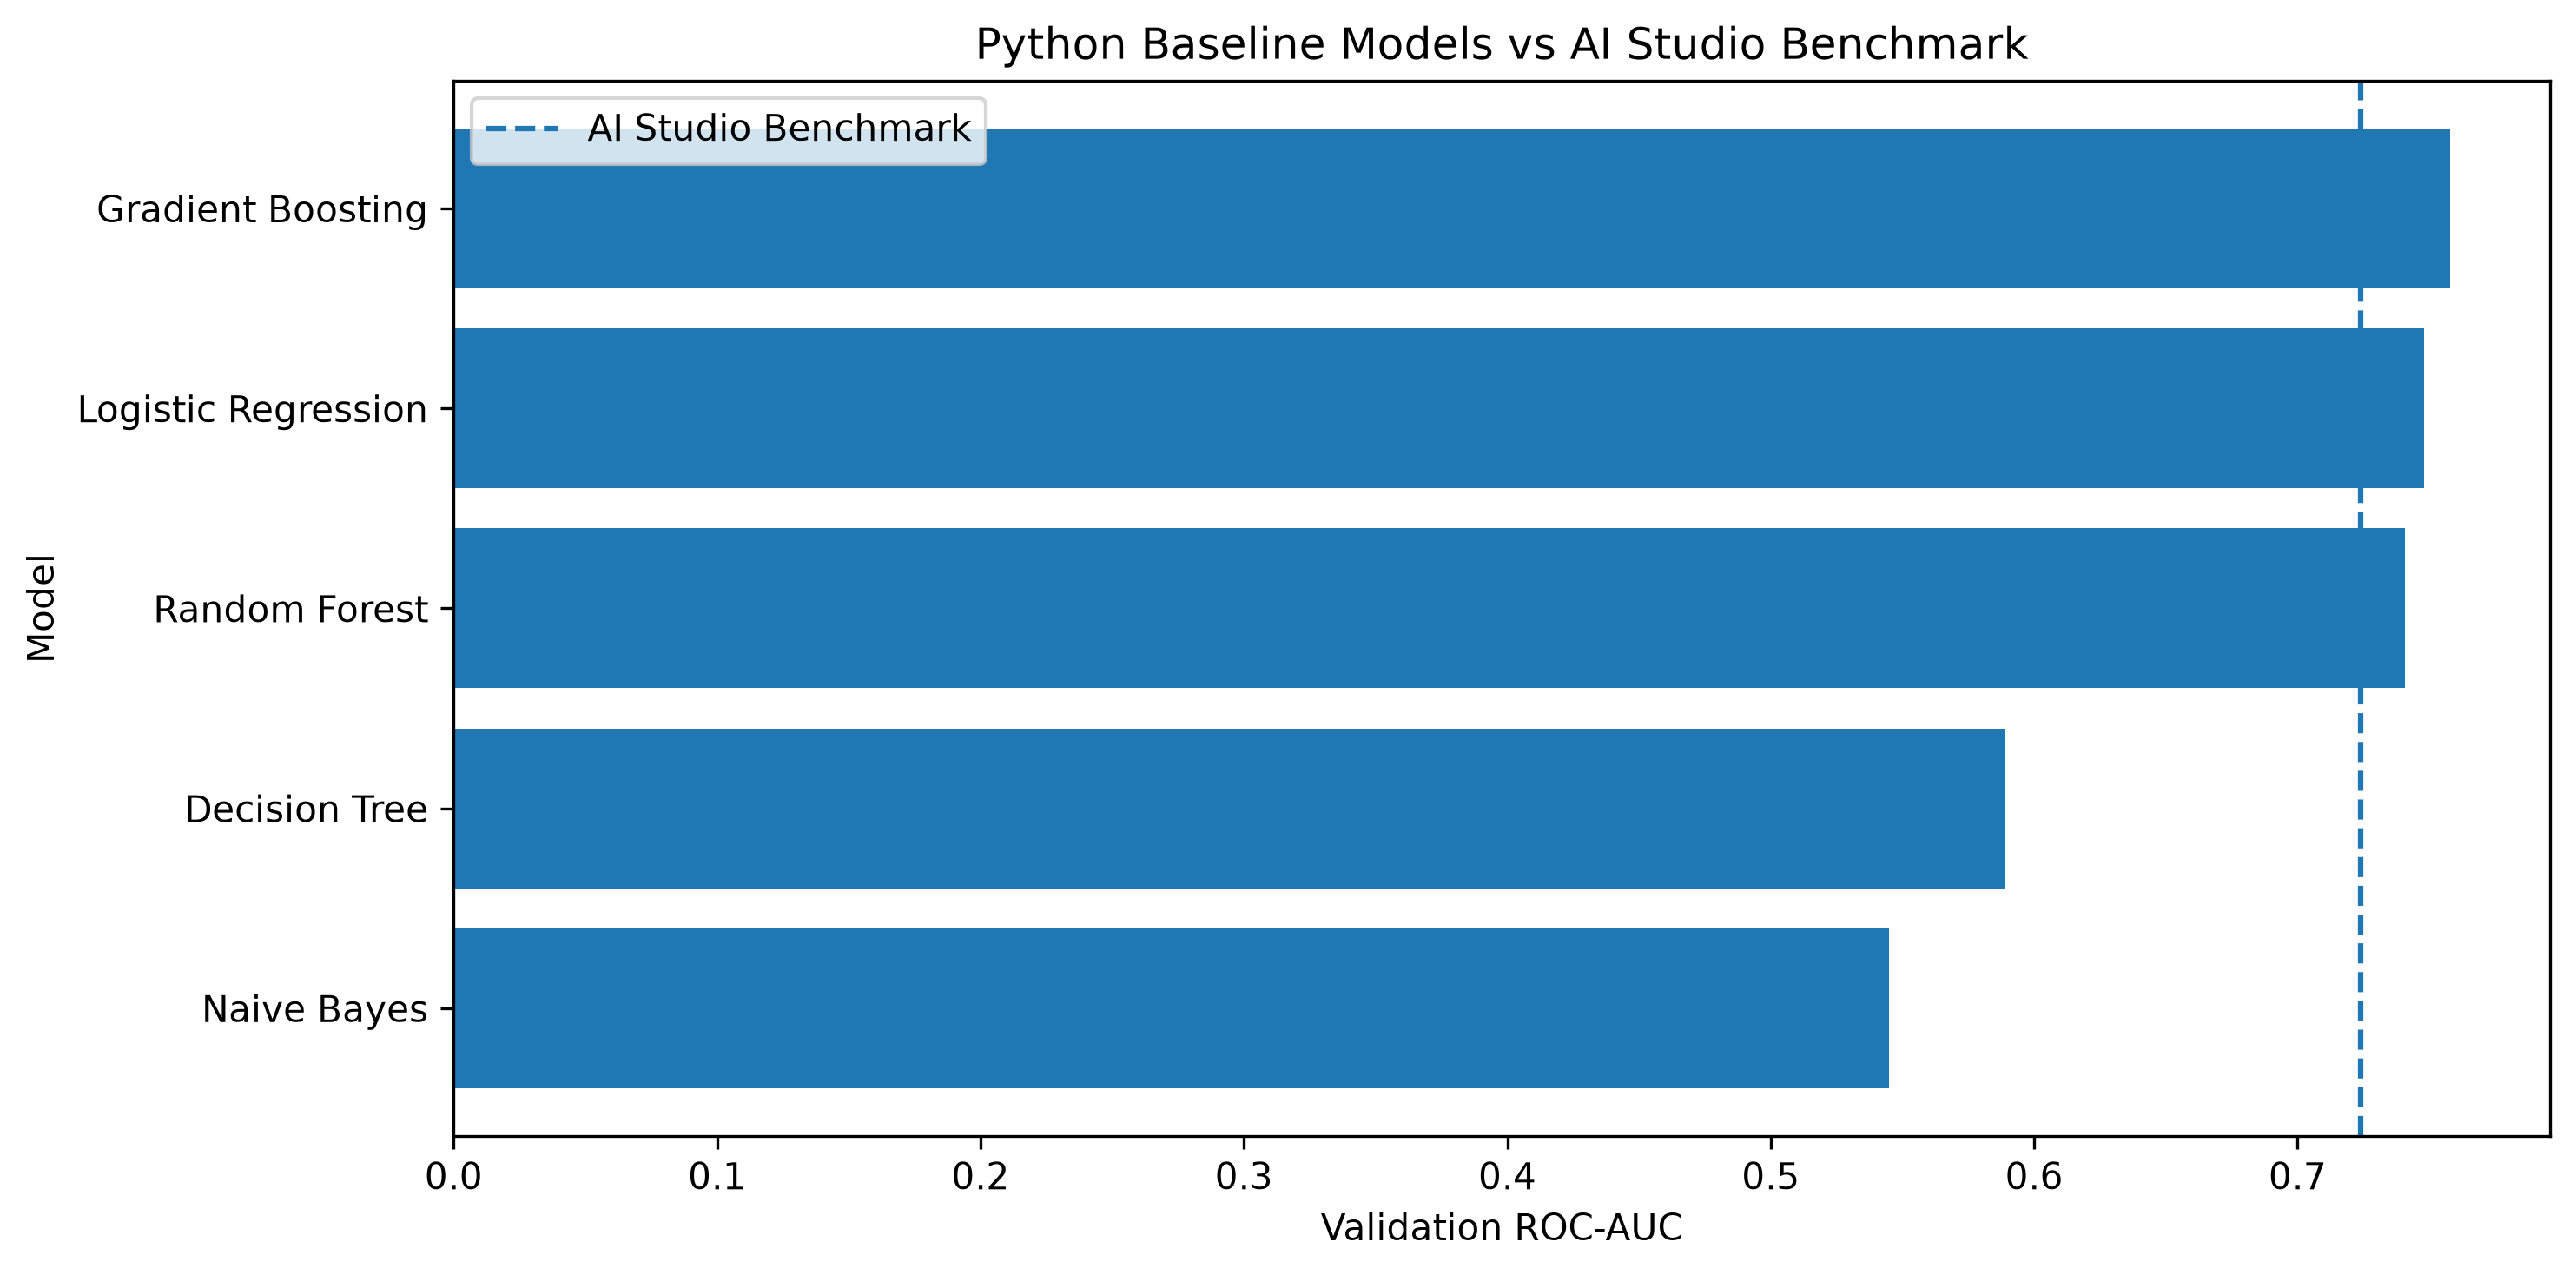 Python Baseline Models vs AI Studio Benchmark
AI Studio Benchmark
Model
Gradient Boosting
Logistic Regression
Random Forest
Decision Tree
Naive Bayes
0.0 0.1 0.2 0.3 0.4 0.5 0.6 0.7
Validation ROC-AUC